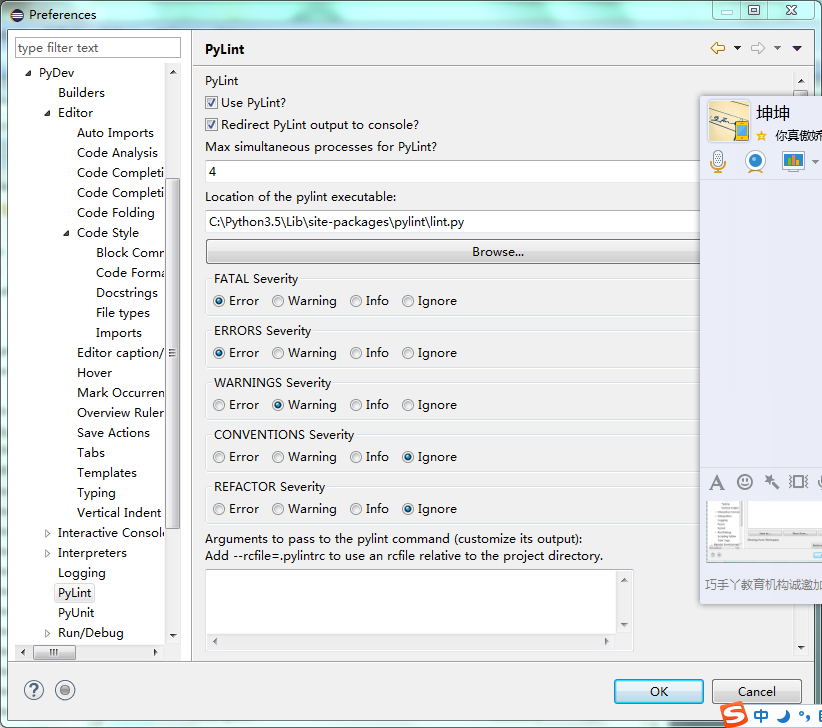 Preferences
type filter text
PyDev
Builders
Editor
Auto Imports
Code Analysis
Code Completi
Code Completi
Code Folding
Code Style
Block Comm
Code Forma
Docstrings
File types
Imports
Editor caption/
Hover
Mark Occurren
Overview Ruler
Save Actions
Tabs
Templates
Typing
Vertical Indent
Interactive Consol
Interpreters
Logging
PyLint
PyUnit
Run/Debug
PyLint
PyLint
Use PyLint?
Redirect PyLint output to console?
Max simultaneous processes for PyLint?
4
Location of the pylint executable:
C:\Python3.5\Lib\site-packages\pylint\lint.py
Browse...
FATAL Severity
Error Warning Info Ignore
ERRORS Severity
Error Warning Info Ignore
WARNINGS Severity
Error Warning Info Ignore
CONVENTIONS Severity
Error Warning Info Ignore
REFACTOR Severity
Error Warning Info Ignore
Arguments to pass to the pylint command (customize its output):
Add --rcfile=.pylintrc to use an rcfile relative to the project directory.
坤坤
你真傲娇
巧手丫教育机构诚邀加
OK
Cancel
中